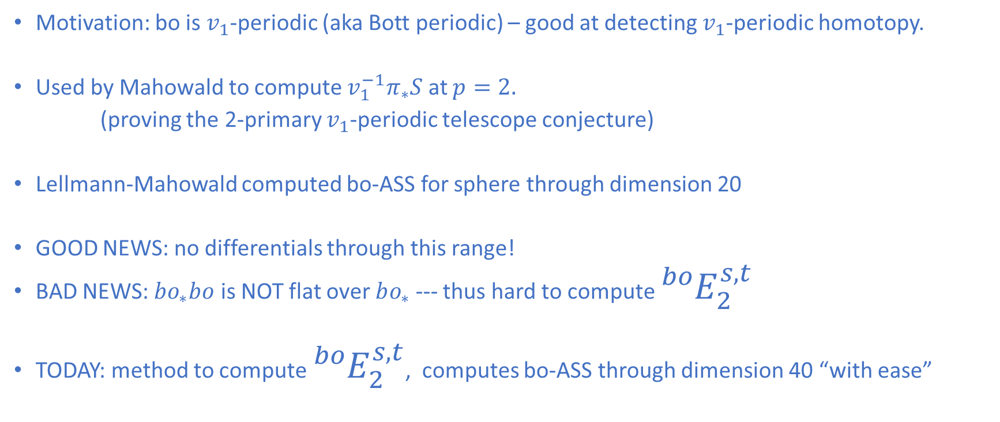 • Motivation: bo is $v_1$-periodic (aka Bott periodic) – good at detecting $v_1$-periodic homotopy.
• Used by Mahowald to compute $v_1^{-1}\pi_*S$ at $p = 2$.
(proving the 2-primary $v_1$-periodic telescope conjecture)
• Lellmann-Mahowald computed bo-ASS for sphere through dimension 20
• GOOD NEWS: no differentials through this range!
• BAD NEWS: $bo_*bo$ is NOT flat over $bo_*$ --- thus hard to compute ${}^{bo}E_2^{s,t}$
• TODAY: method to compute ${}^{bo}E_2^{s,t}$, computes bo-ASS through dimension 40 “with ease”